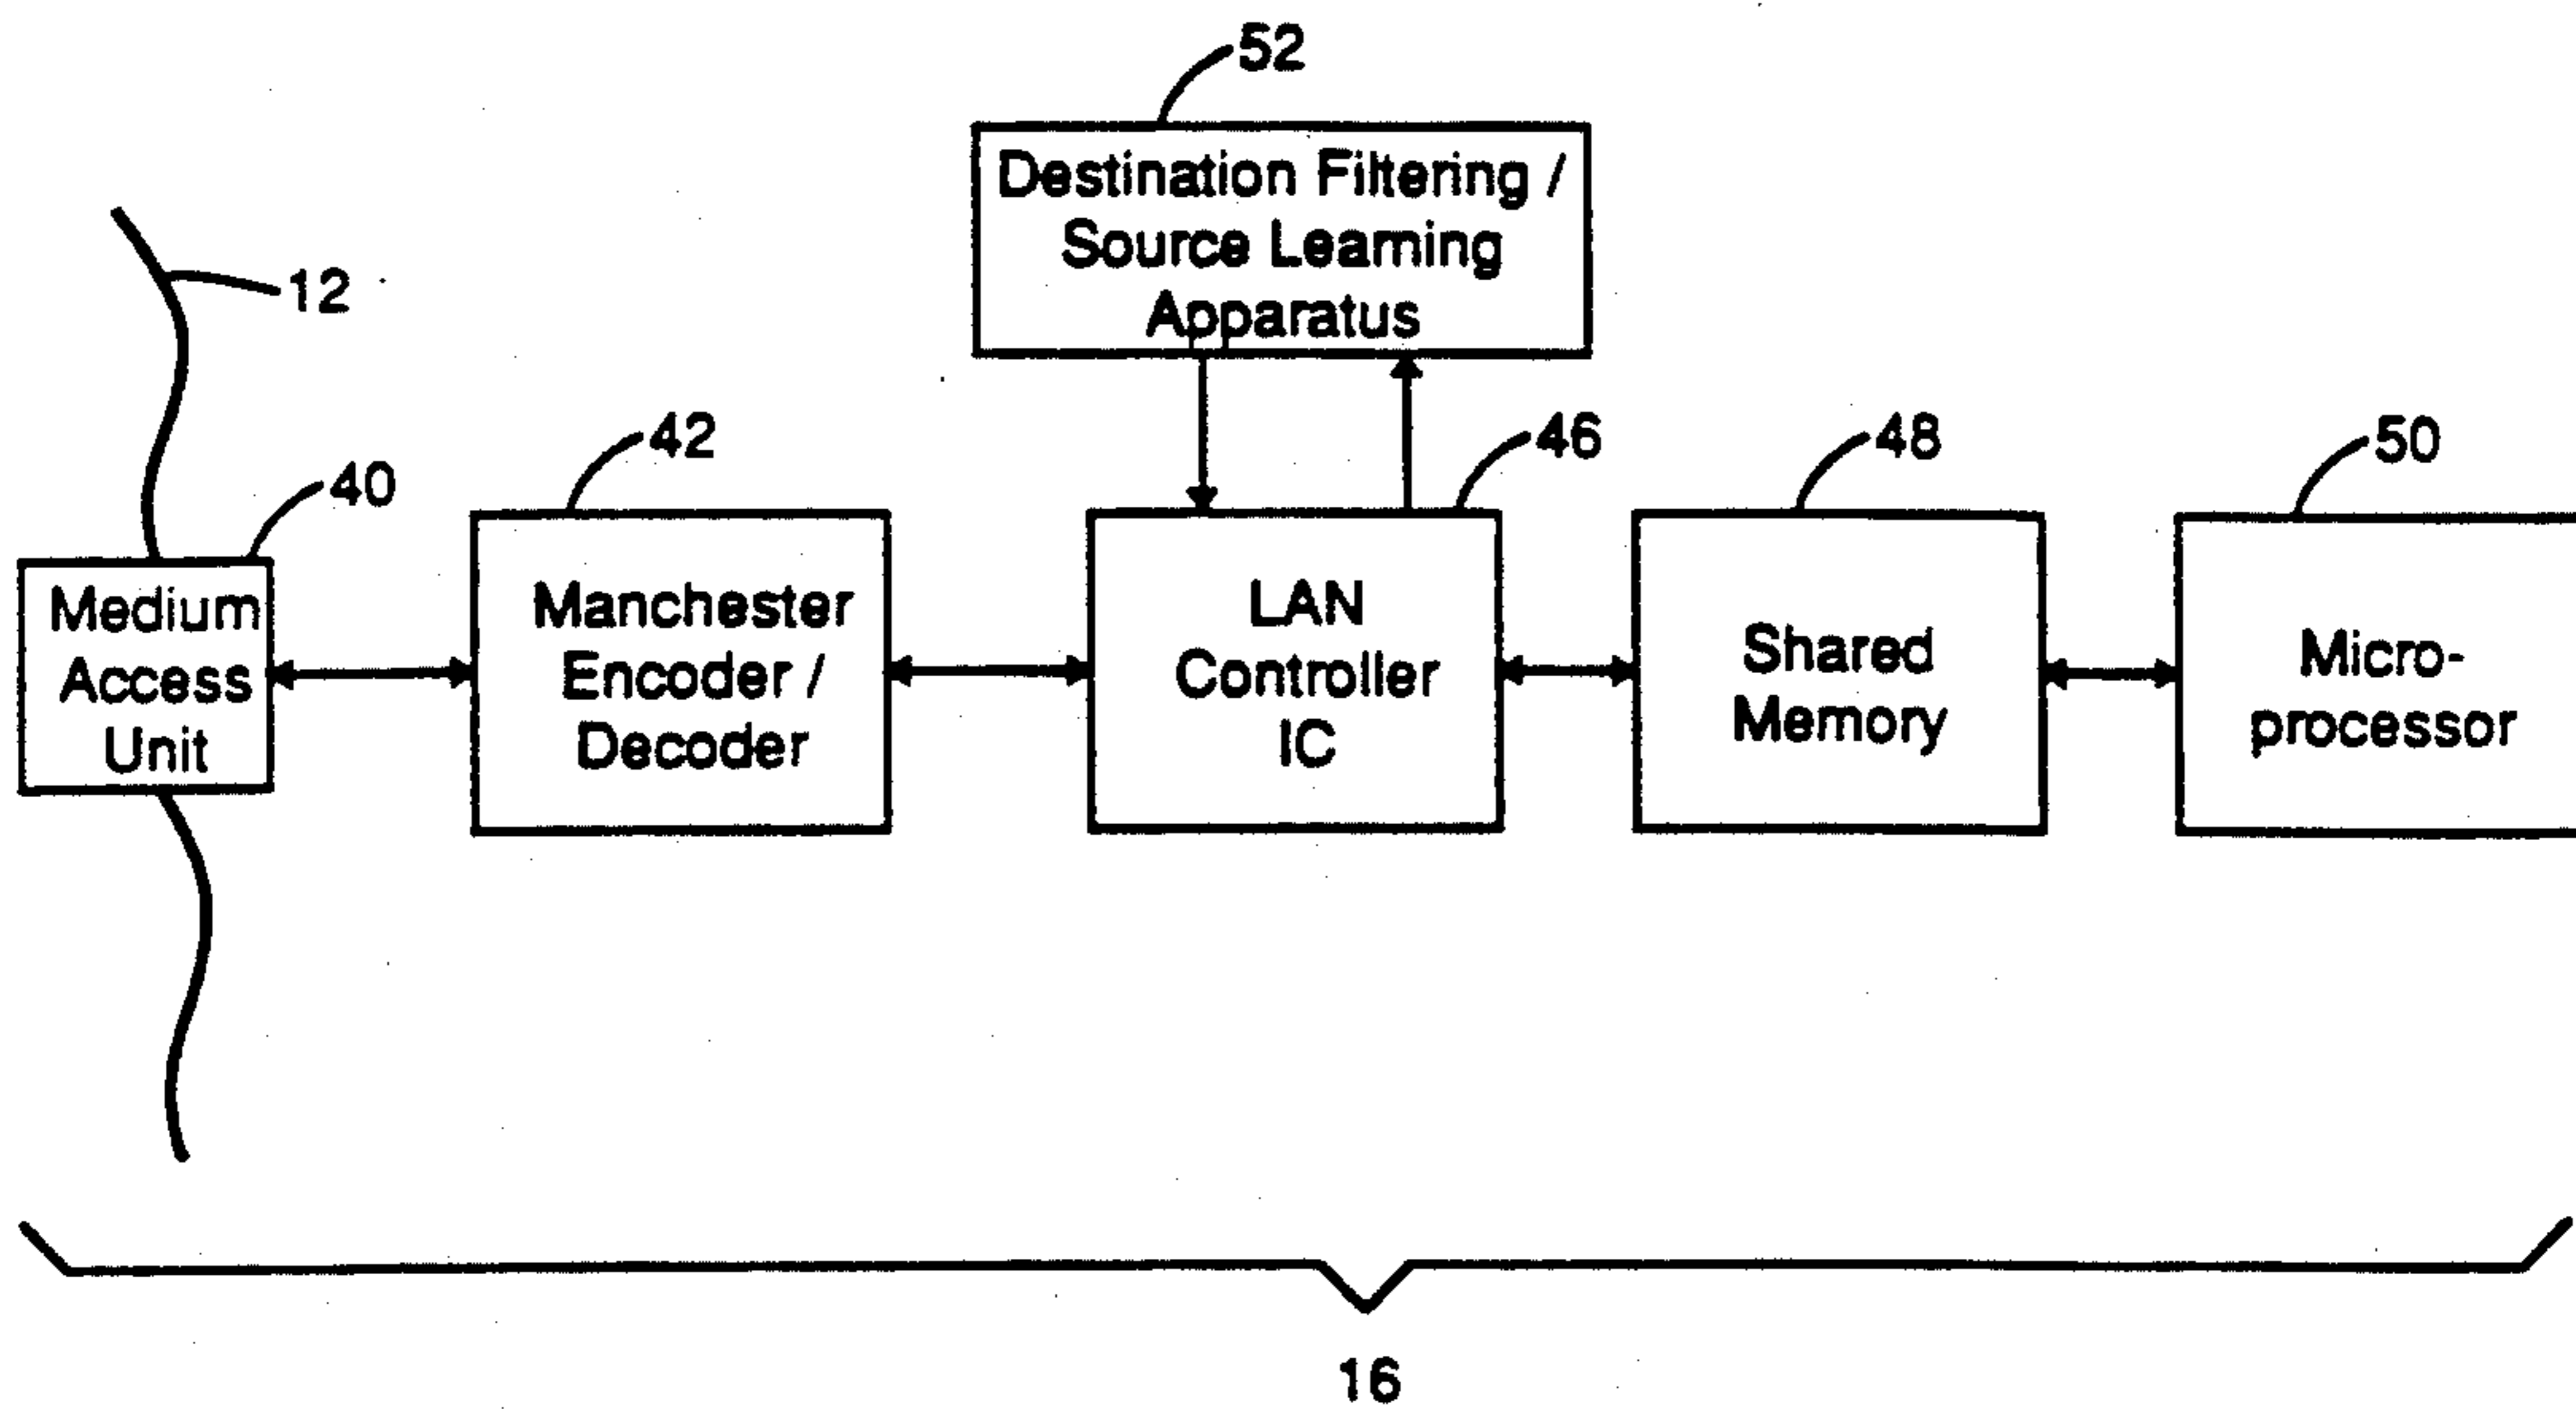 52
Destination Filtering /
Source Learning
Apparatus
12
40
42
46
48
50
Medium
Access
Unit
Manchester
Encoder /
Decoder
LAN
Controller
IC
Shared
Memory
Micro-
processor
16